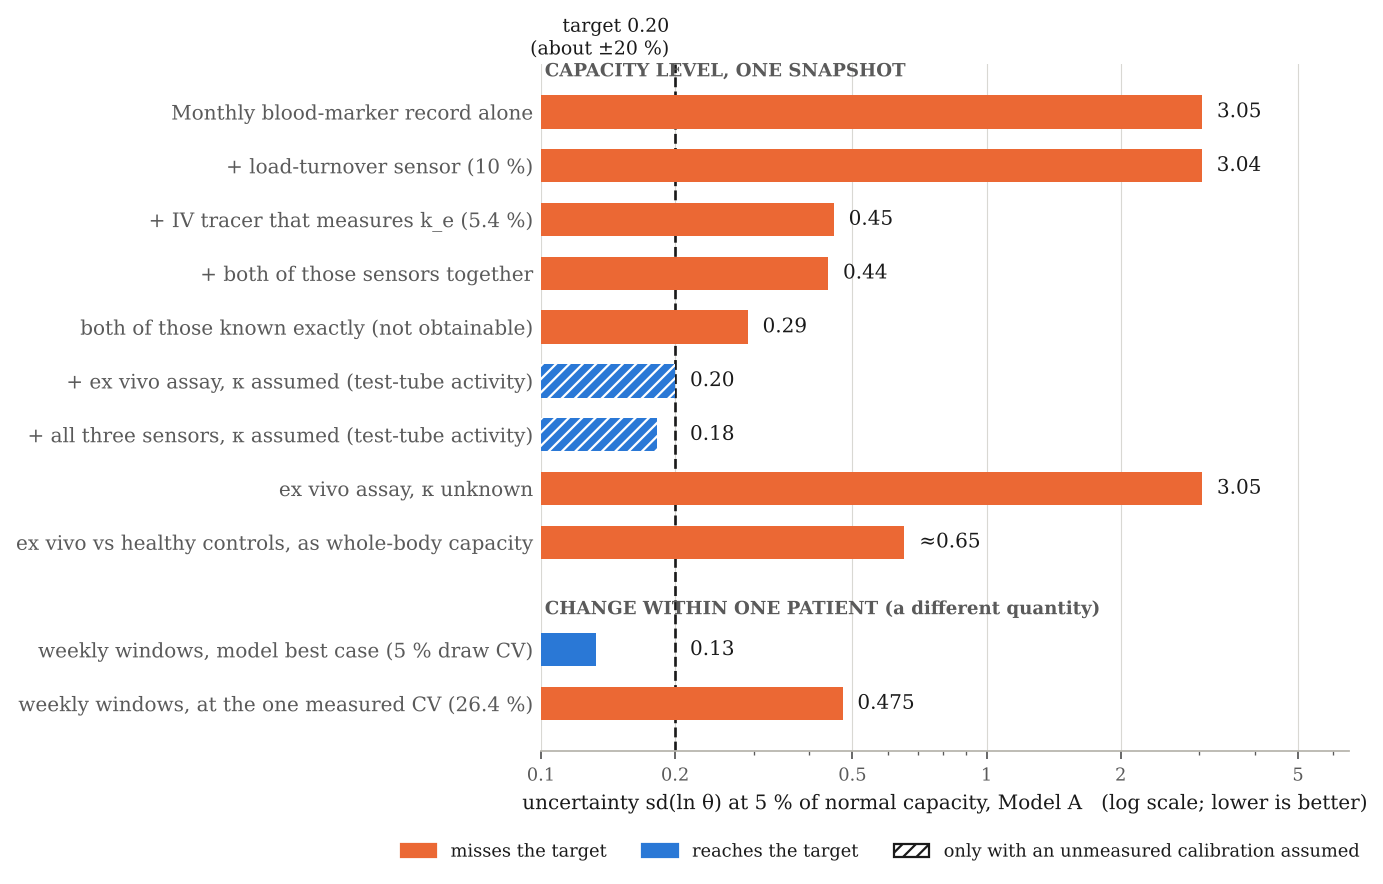 target 0.20
(about ±20 %)
CAPACITY LEVEL, ONE SNAPSHOT
Monthly blood-marker record alone 3.05
+ load-turnover sensor (10 %) 3.04
+ IV tracer that measures k_e (5.4 %) 0.45
+ both of those sensors together 0.44
both of those known exactly (not obtainable) 0.29
+ ex vivo assay, κ assumed (test-tube activity) 0.20
+ all three sensors, κ assumed (test-tube activity) 0.18
ex vivo assay, κ unknown 3.05
ex vivo vs healthy controls, as whole-body capacity ≈0.65
CHANGE WITHIN ONE PATIENT (a different quantity)
weekly windows, model best case (5 % draw CV) 0.13
weekly windows, at the one measured CV (26.4 %) 0.475
0.1 0.2 0.5 1 2 5
uncertainty sd(ln θ) at 5 % of normal capacity, Model A (log scale; lower is better)
misses the target reaches the target only with an unmeasured calibration assumed